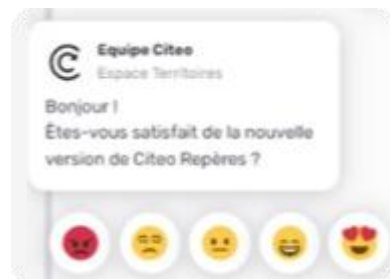 Equipe Citeo
Espace Territoires
Bonjour !
Êtes-vous satisfait de la nouvelle
version de Citeo Repères ?